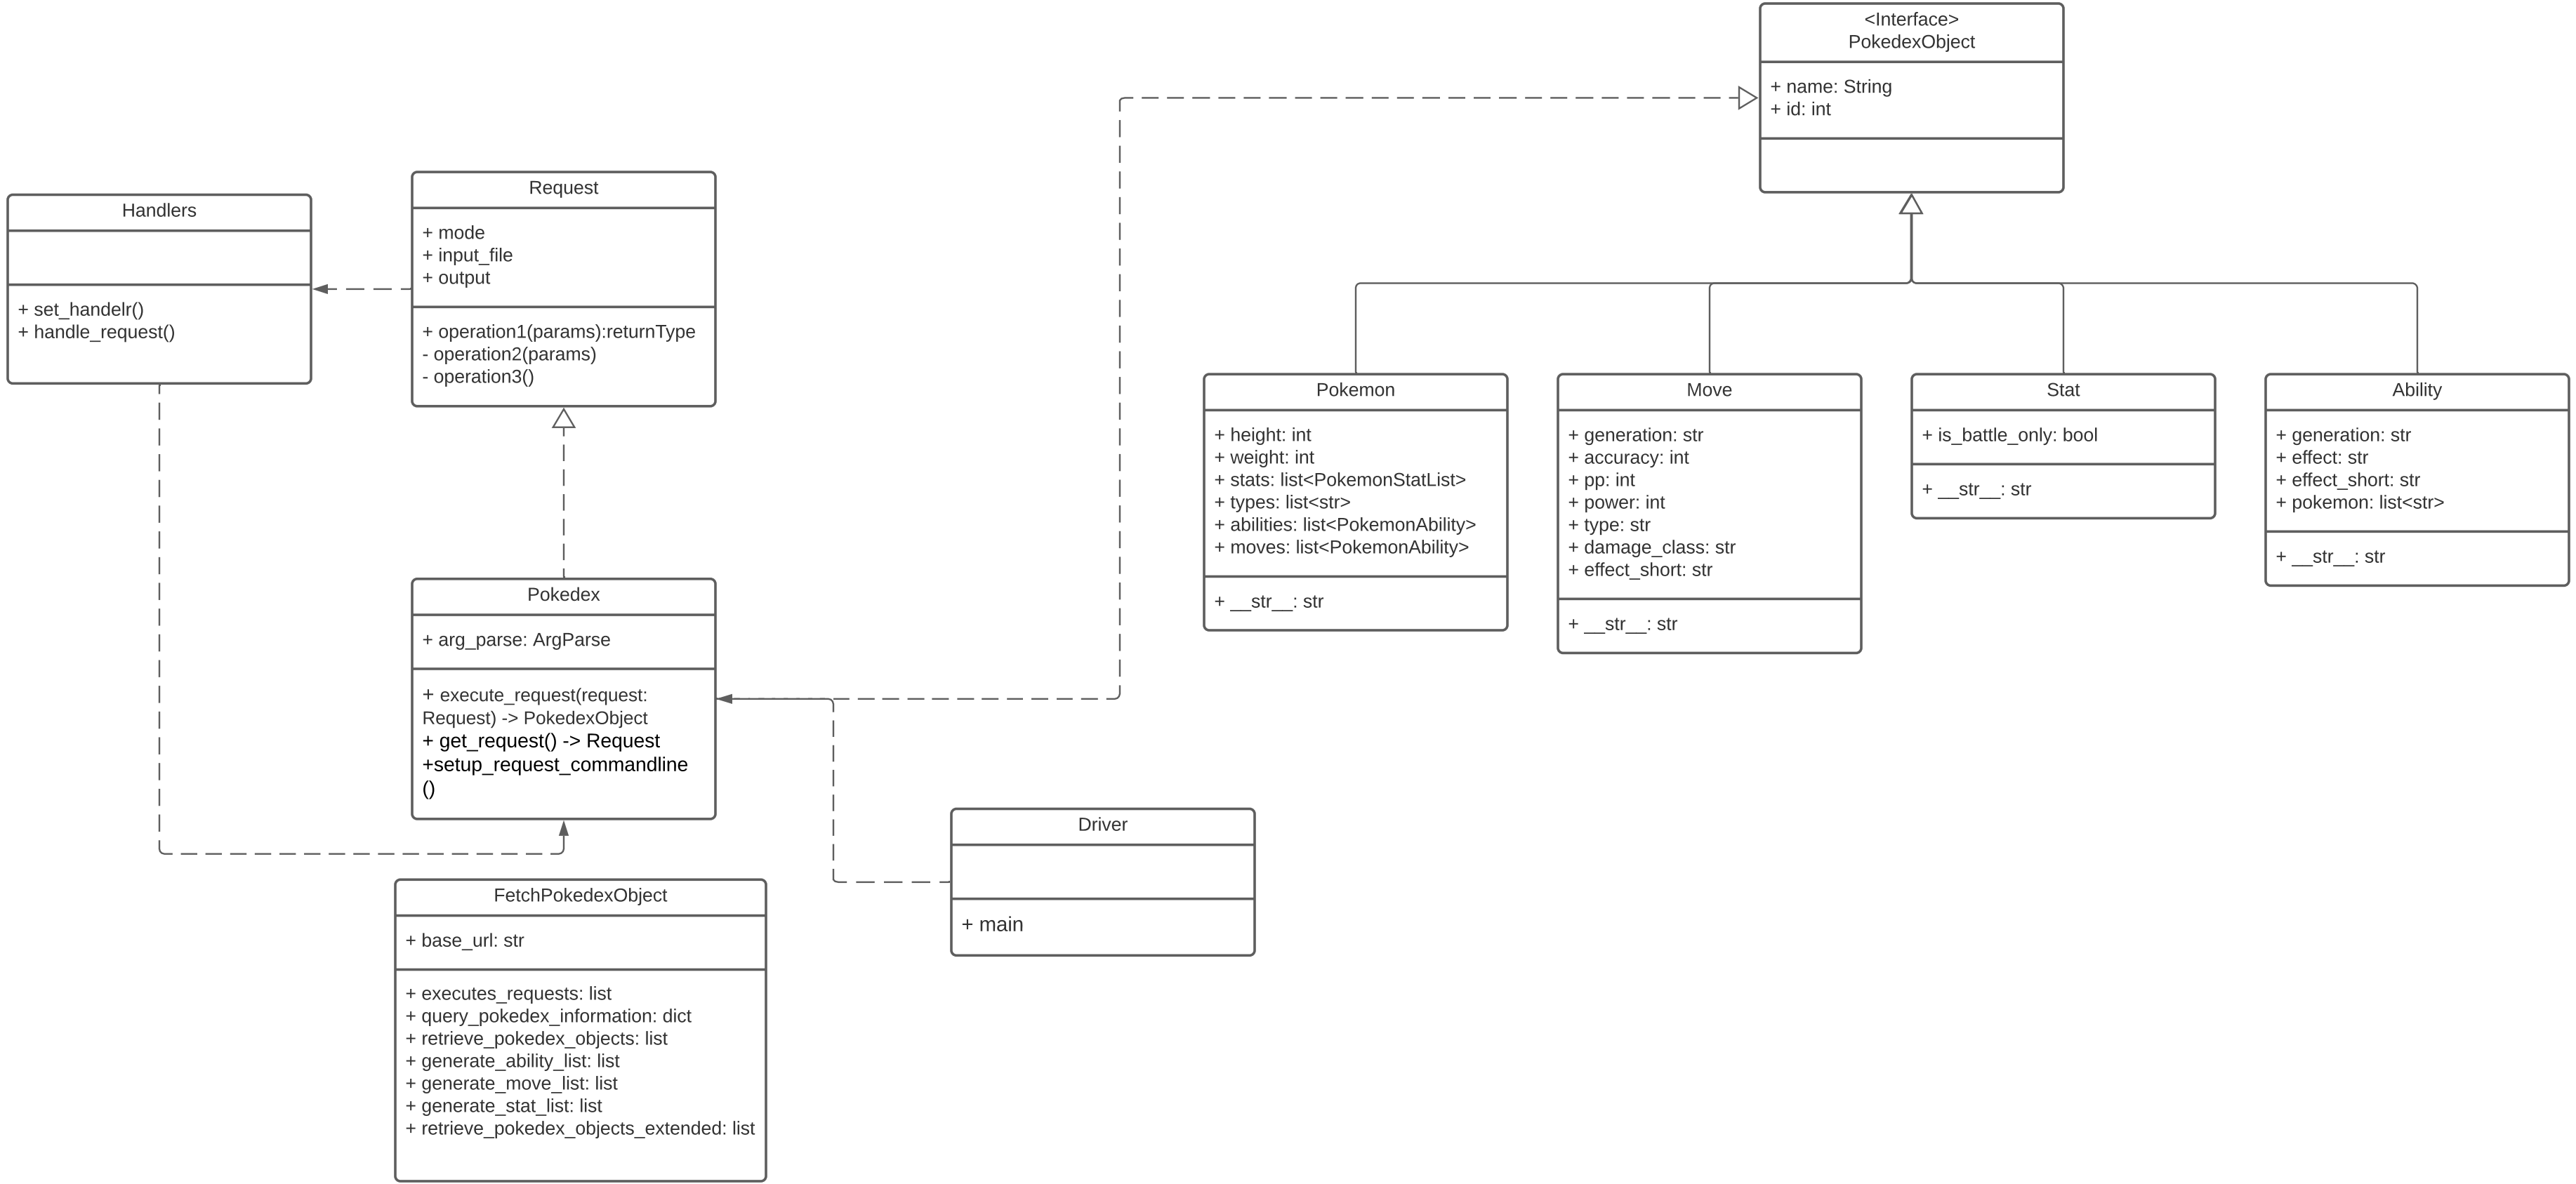 <Interface>
PokedexObject
+ name: String
+ id: int
Handlers
+ set_handelr()
+ handle_request()
Request
+ mode
+ input_file
+ output
+ operation1(params):returnType
- operation2(params)
- operation3()
Pokemon
+ height: int
+ weight: int
+ stats: list<PokemonStatList>
+ types: list<str>
+ abilities: list<PokemonAbility>
+ moves: list<PokemonAbility>
+ __str__: str
Move
+ generation: str
+ accuracy: int
+ pp: int
+ power: int
+ type: str
+ damage_class: str
+ effect_short: str
+ __str__: str
Stat
+ is_battle_only: bool
+ __str__: str
Ability
+ generation: str
+ effect: str
+ effect_short: str
+ pokemon: list<str>
+ __str__: str
Pokedex
+ arg_parse: ArgParse
+ execute_request(request:
Request) -> PokedexObject
+ get_request() -> Request
+setup_request_commandline
()
Driver
+ main
FetchPokedexObject
+ base_url: str
+ executes_requests: list
+ query_pokedex_information: dict
+ retrieve_pokedex_objects: list
+ generate_ability_list: list
+ generate_move_list: list
+ generate_stat_list: list
+ retrieve_pokedex_objects_extended: list